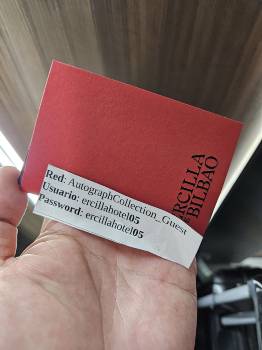 Red: AutographCollection_Guest
Usuario: ercillahotel05
Password: ercillahotel05
ERCILLA
BILBAO